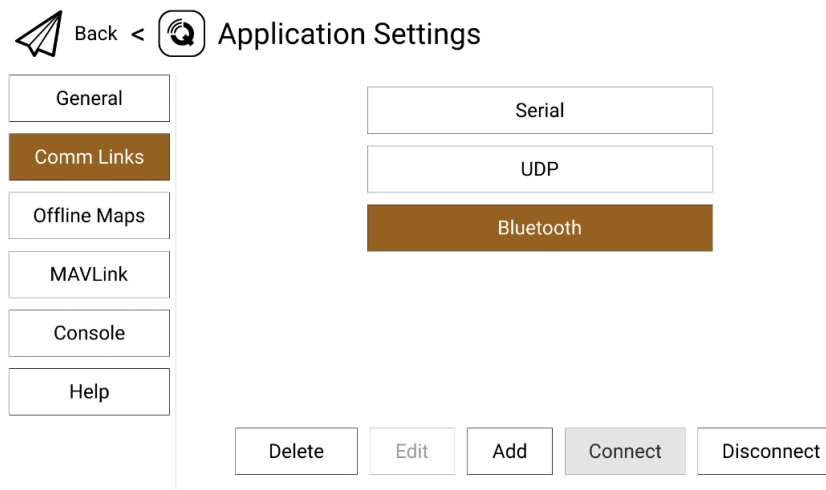 Back < Application Settings
General
Comm Links
Offline Maps
MAVLink
Console
Help
Serial
UDP
Bluetooth
Delete Edit Add Connect Disconnect